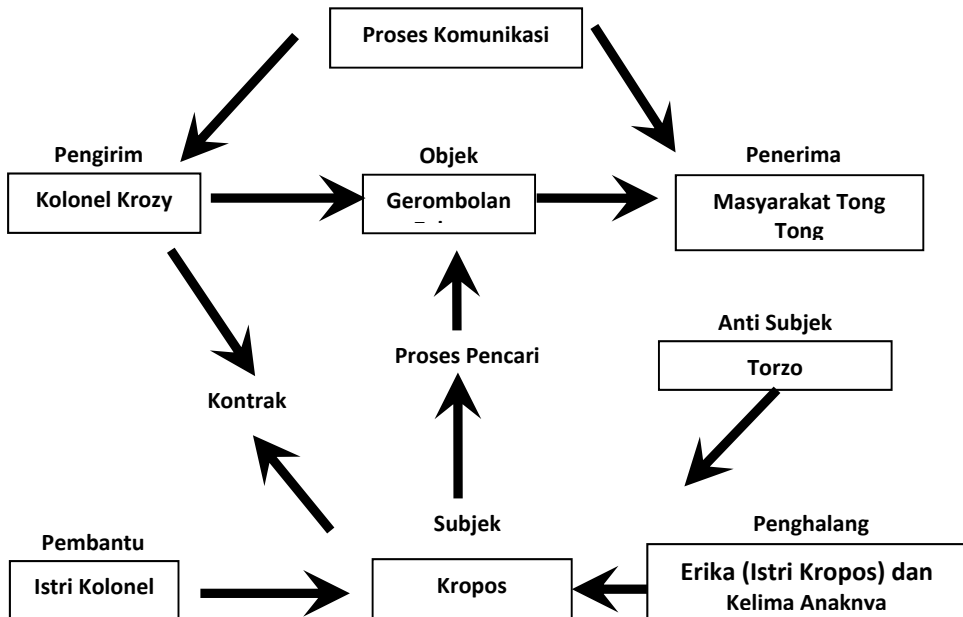 Proses Komunikasi
Pengirim
Objek
Penerima
Kolonel Krozy
Gerombolan
Masyarakat Tong
Tong
Anti Subjek
Torzo
Proses Pencari
Kontrak
Subjek
Penghalang
Pembantu
Istri Kolonel
Kropos
Erika (Istri Kropos) dan
Kelima Anaknya